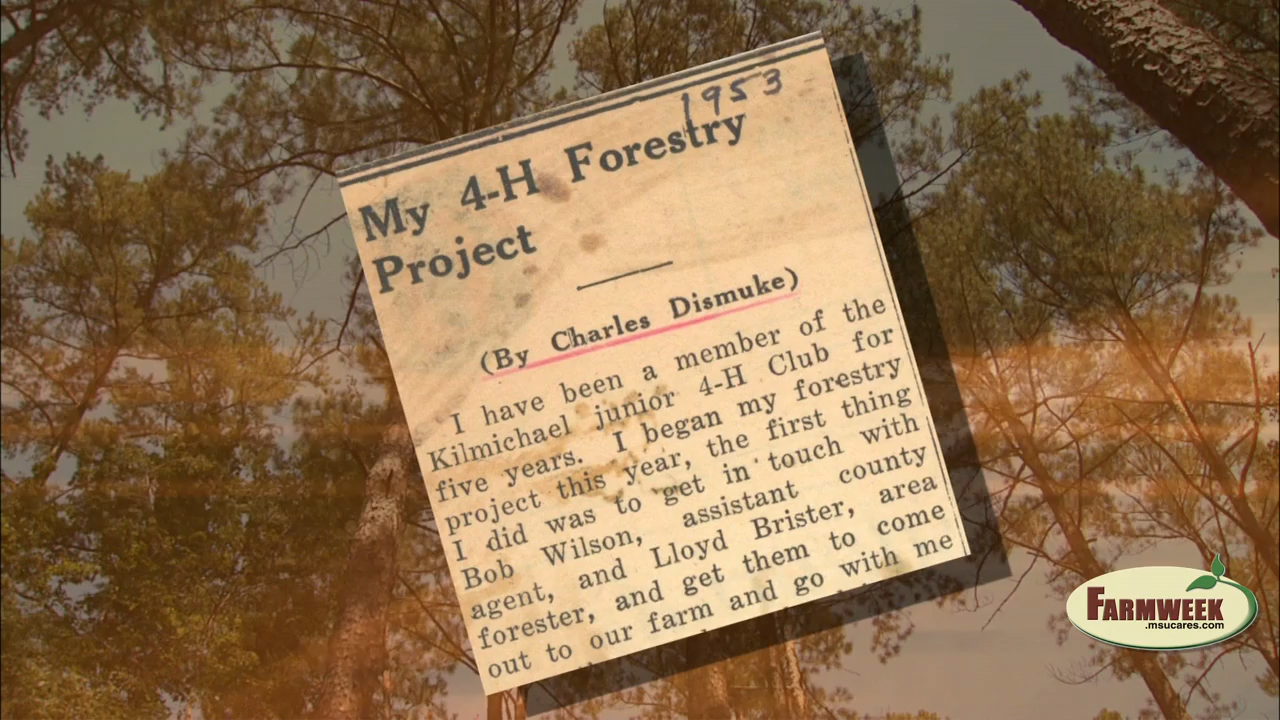 1953
My 4-H Forestry
Project
(By Charles Dismuke)
I have been a member of the
Kilmichael junior 4-H Club for
five years. I began my forestry
project this year, the first thing
I did was to get in touch with
Bob Wilson, assistant county
agent, and Lloyd Brister, area
forester, and get them to come
out to our farm and go with me
FARMWEEK
.msucares.com